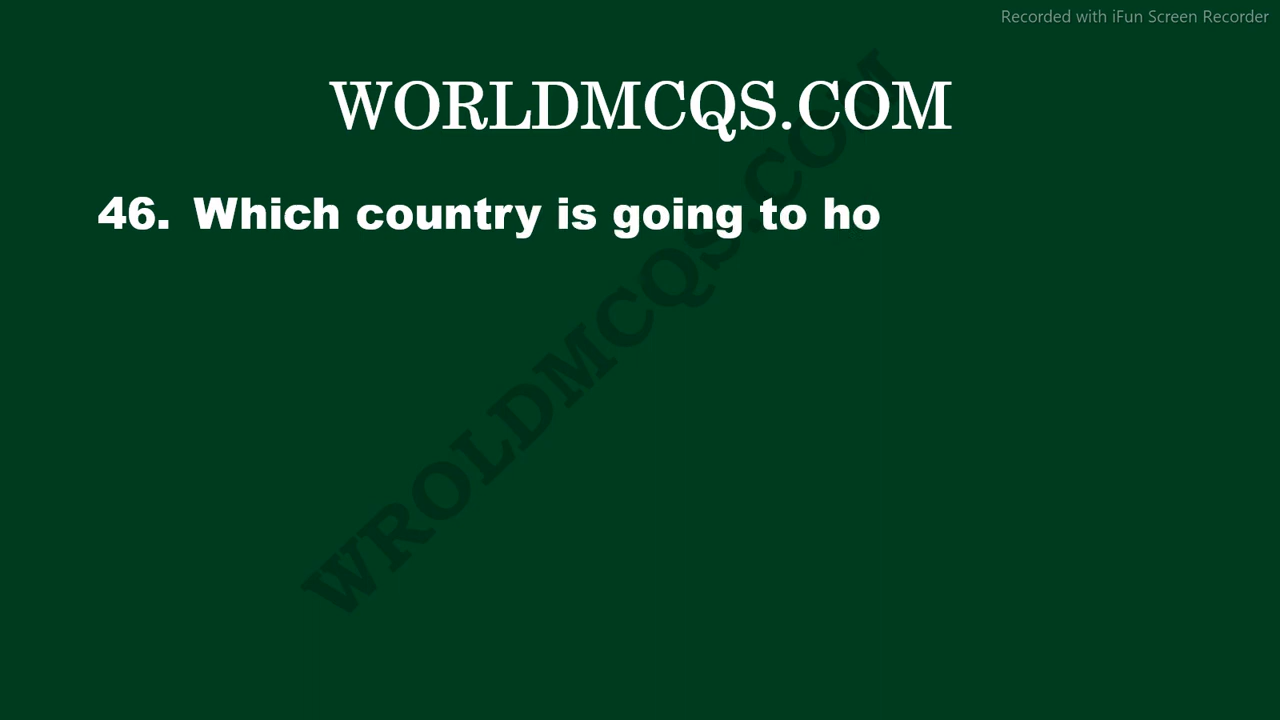 Recorded with iFun Screen Recorder
WORLDMCQS.COM
46. Which country is going to ho
WROLDMCQS.COM